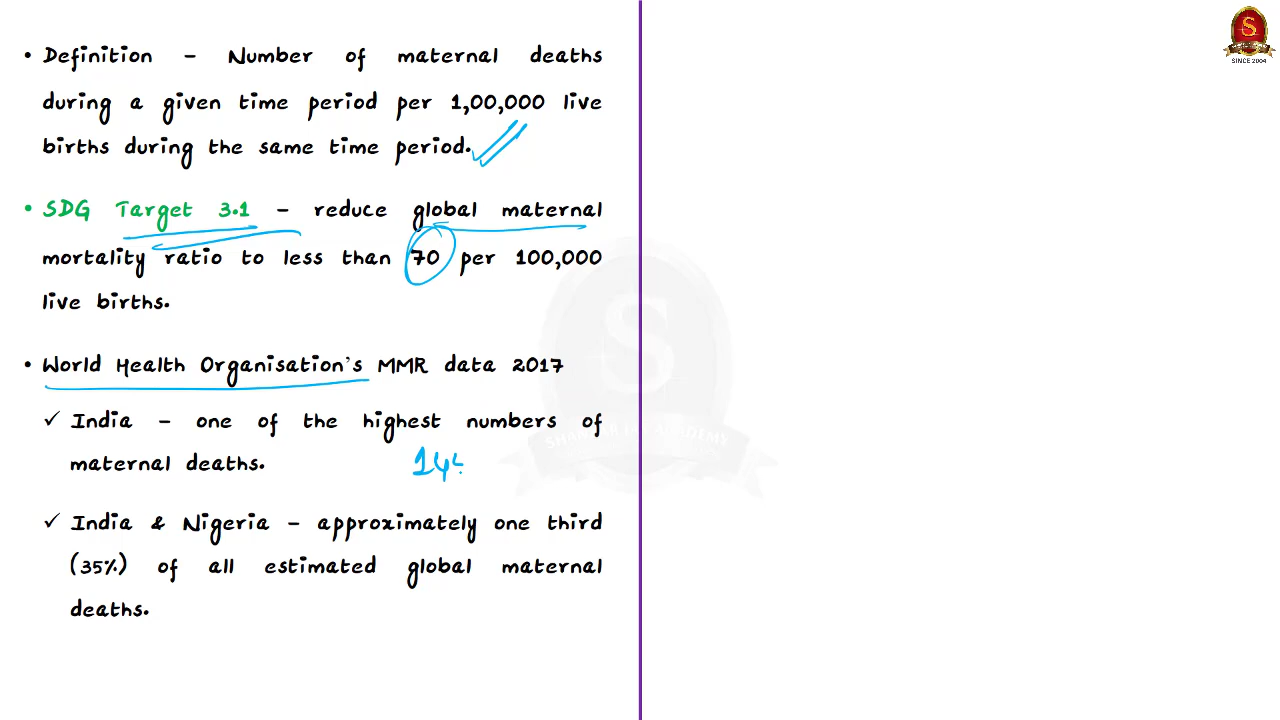 • Definition – Number of maternal deaths
during a given time period per 1,00,000 live
births during the same time period.
• SDG Target 3.1 – reduce global maternal
mortality ratio to less than 70 per 100,000
live births.
• World Health Organisation's MMR data 2017
✓ India – one of the highest numbers of
maternal deaths.
✓ India & Nigeria – approximately one third
(35%) of all estimated global maternal
deaths.
S
SINCE 2004